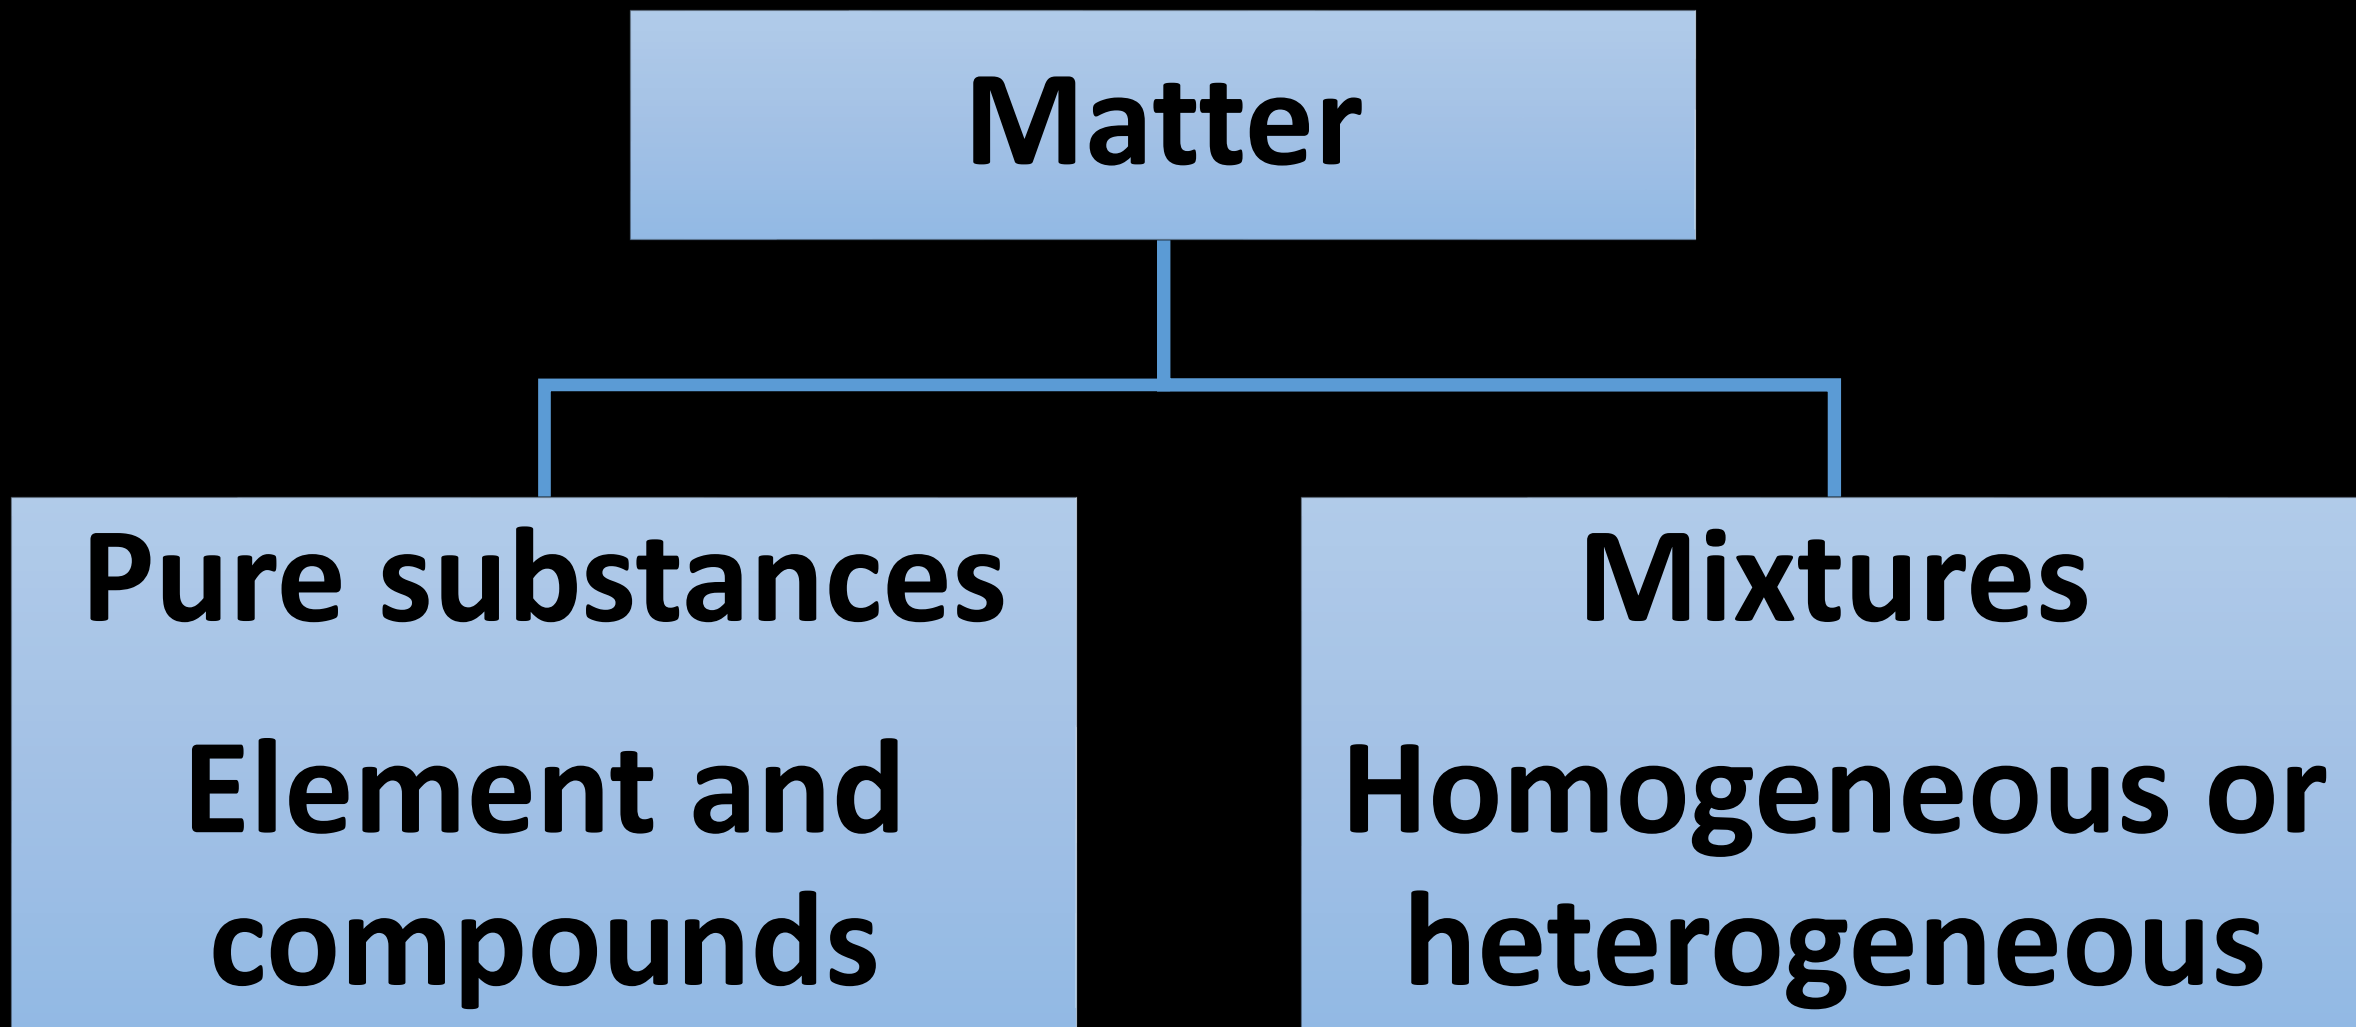 Matter
Pure substances
Element and
compounds
Mixtures
Homogeneous or
heterogeneous